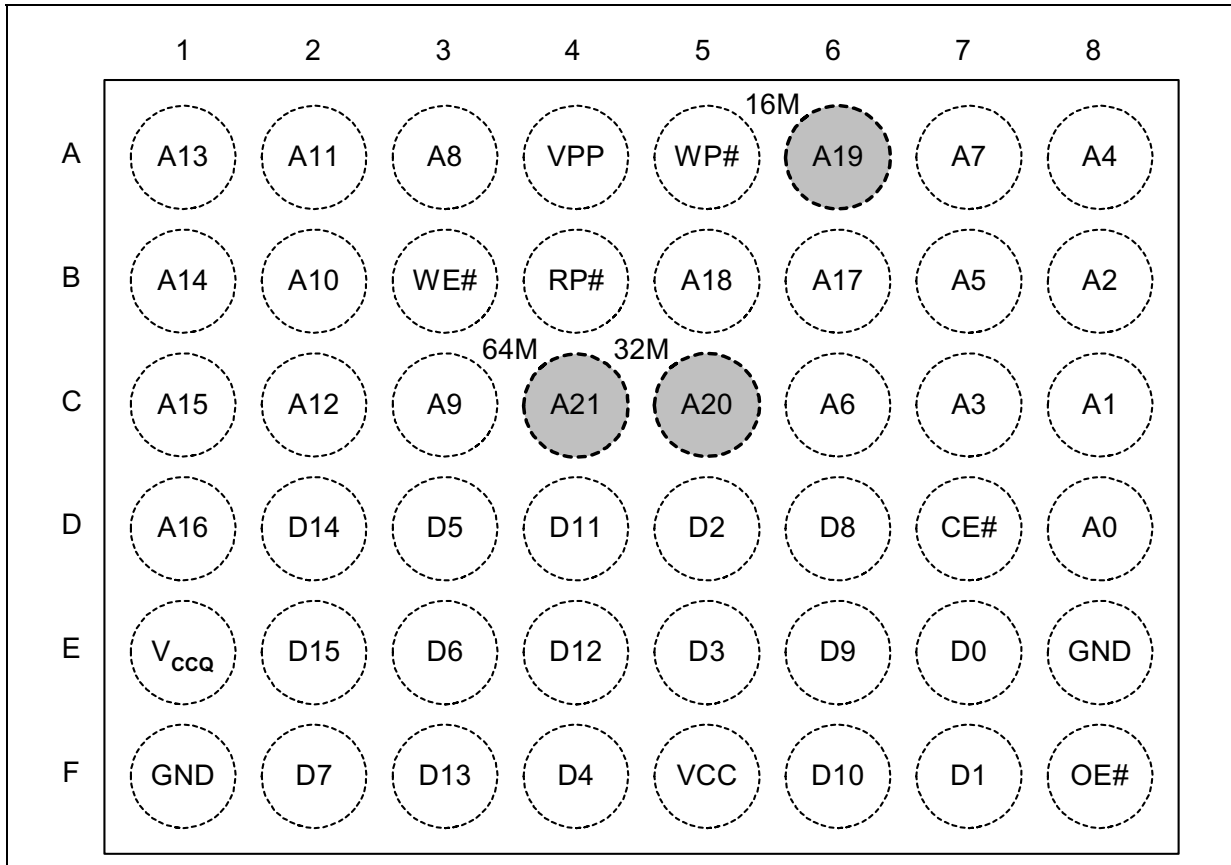 1 2 3 4 5 6 7 8
16M
A A13 A11 A8 VPP WP# A19 A7 A4
B A14 A10 WE# RP# A18 A17 A5 A2
64M 32M
C A15 A12 A9 A21 A20 A6 A3 A1
D A16 D14 D5 D11 D2 D8 CE# A0
E VCCQ D15 D6 D12 D3 D9 D0 GND
F GND D7 D13 D4 VCC D10 D1 OE#